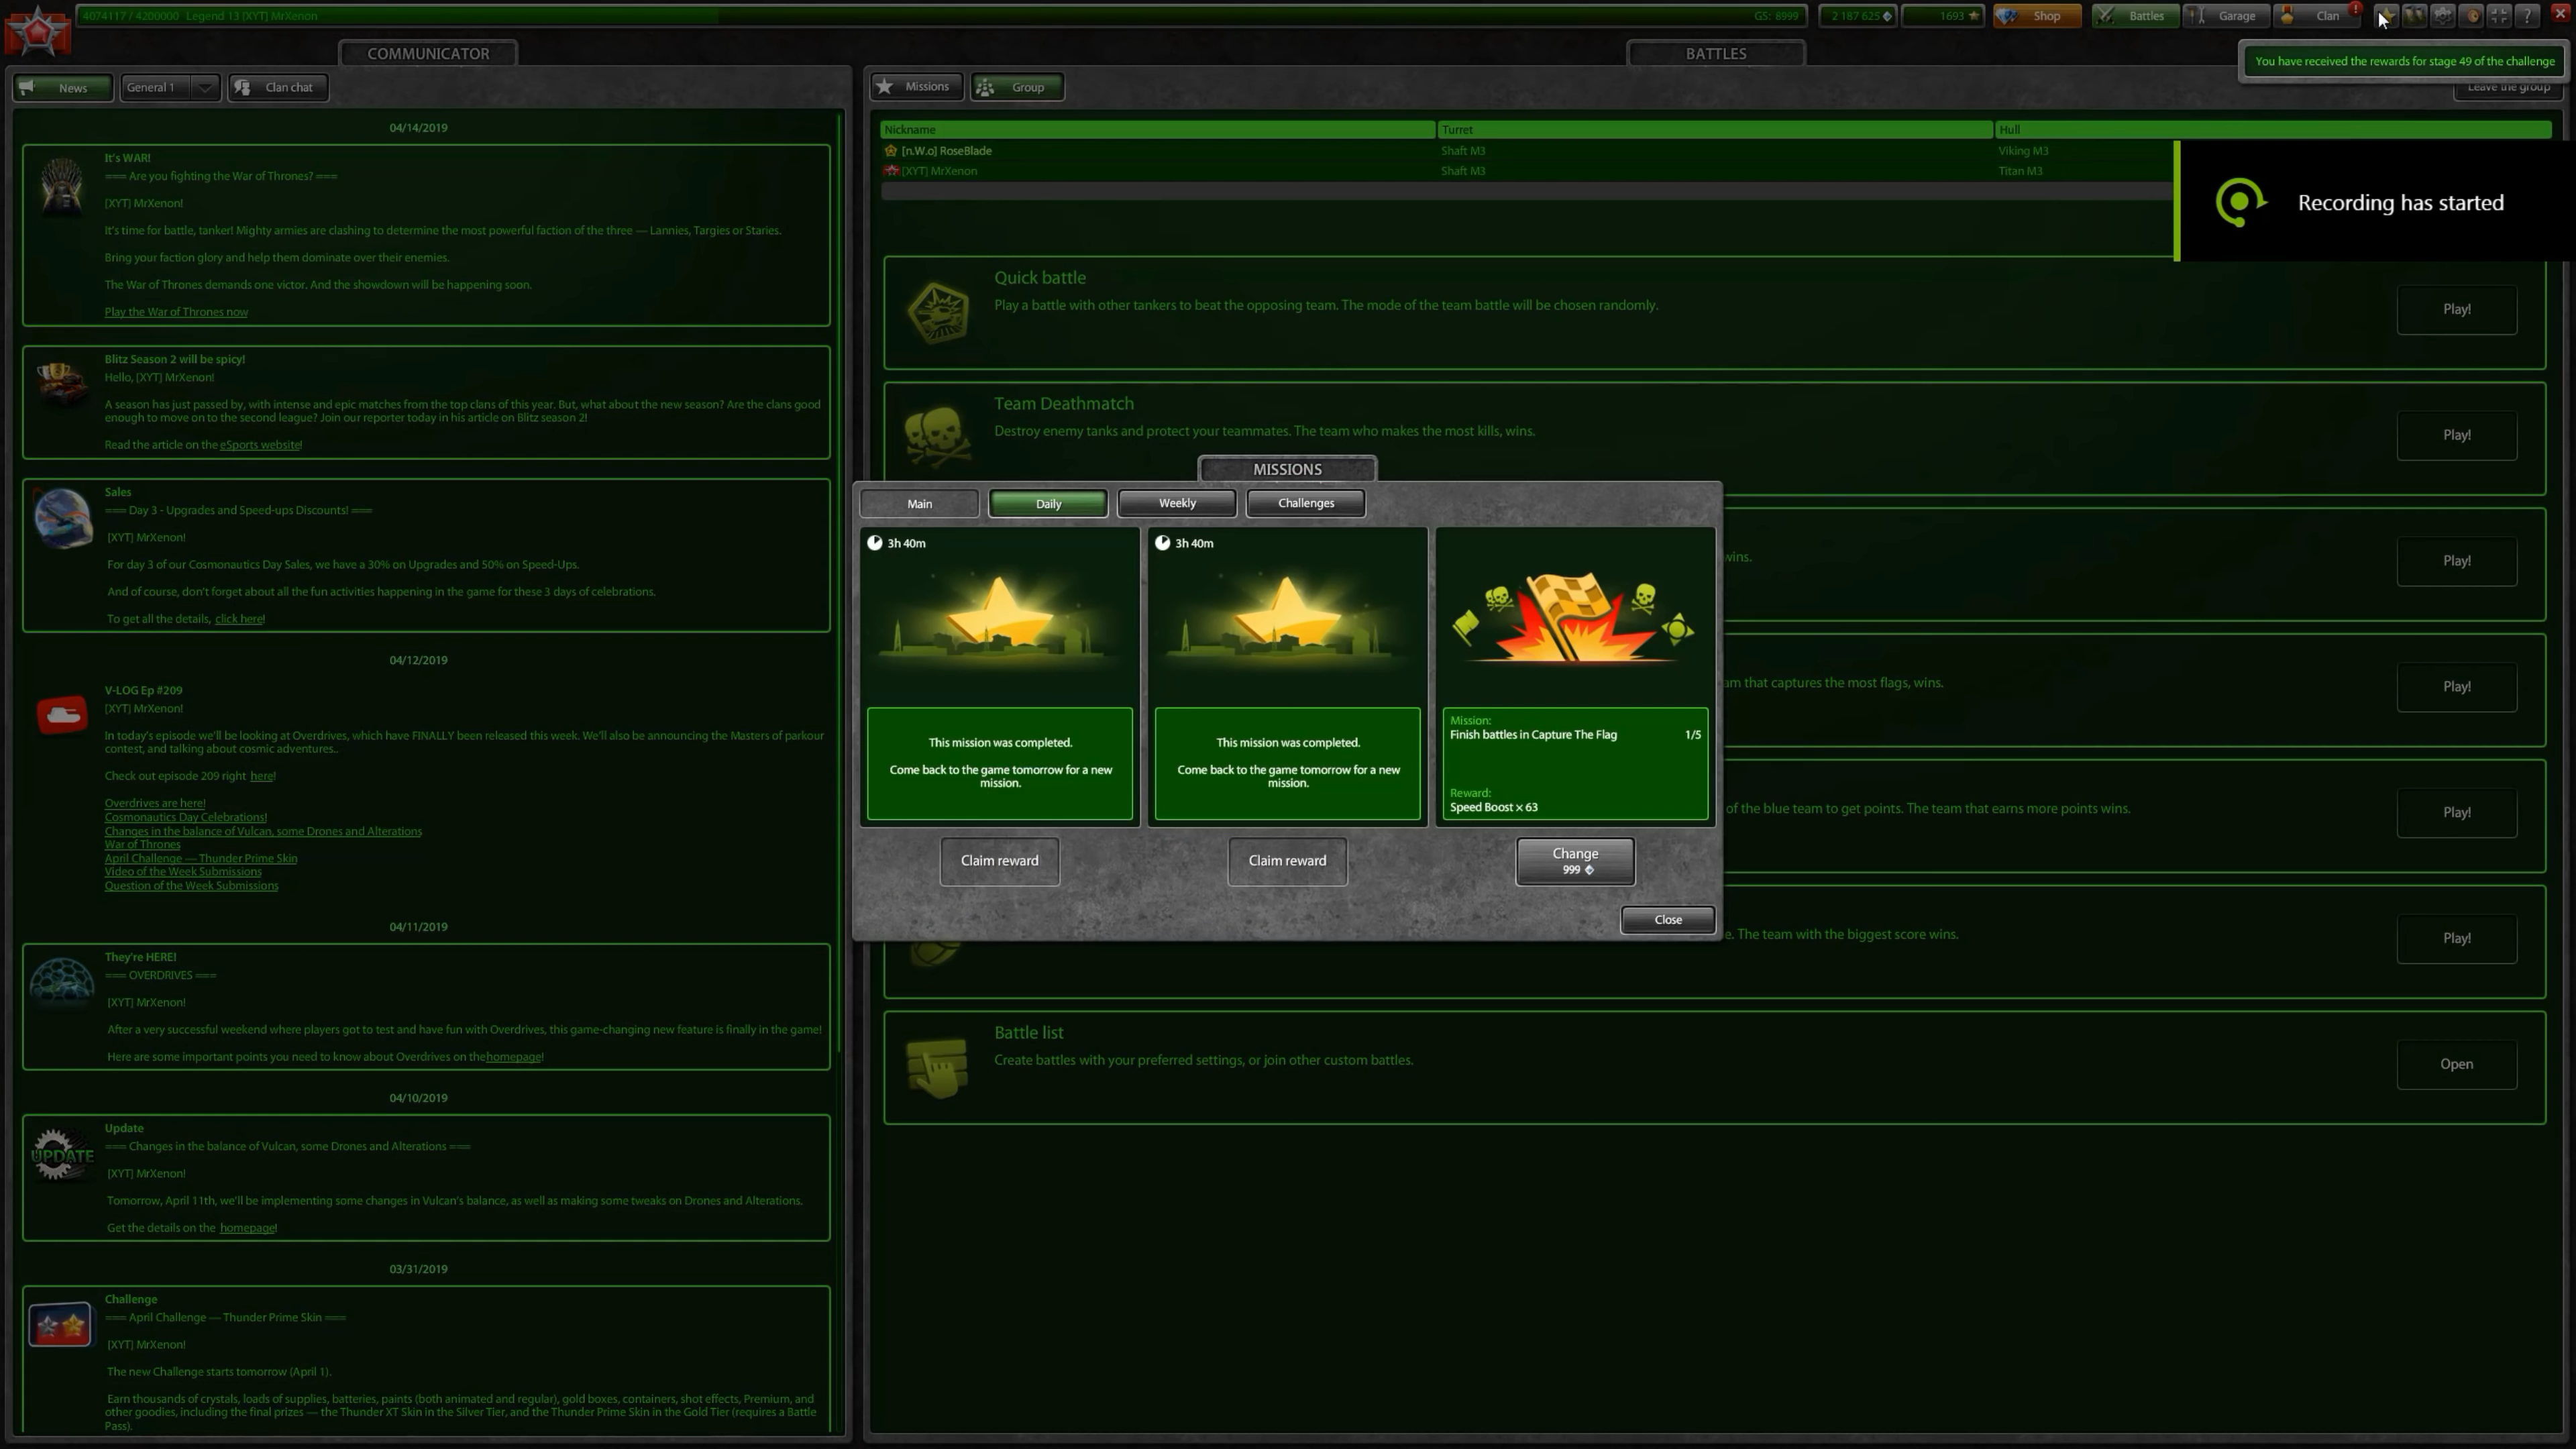 4074117 / 4200000 Legend 13 [XYT] MrXenon
GS: 8999
2 187 625
1693
Shop
Battles
Garage
Clan
!
?
COMMUNICATOR
BATTLES
You have received the rewards for stage 49 of the challenge
News
General 1
Clan chat
Missions
Group
Leave the group
Recording has started
04/14/2019
It's WAR!
=== Are you fighting the War of Thrones? ===
[XYT] MrXenon!
It's time for battle, tanker! Mighty armies are clashing to determine the most powerful faction of the three — Lannies, Targies or Staries.
Bring your faction glory and help them dominate over their enemies.
The War of Thrones demands one victor. And the showdown will be happening soon.
Play the War of Thrones now
Blitz Season 2 will be spicy!
Hello, [XYT] MrXenon!
A season has just passed by, with intense and epic matches from the top clans of this year. But, what about the new season? Are the clans good
enough to move on to the second league? Join our reporter today in his article on Blitz season 2!
Read the article on the eSports website!
Sales
=== Day 3 - Upgrades and Speed-ups Discounts! ===
[XYT] MrXenon!
For day 3 of our Cosmonautics Day Sales, we have a 30% on Upgrades and 50% on Speed-Ups.
And of course, don't forget about all the fun activities happening in the game for these 3 days of celebrations.
To get all the details, click here!
04/12/2019
V-LOG Ep #209
[XYT] MrXenon!
In today's episode we'll be looking at Overdrives, which have FINALLY been released this week. We'll also be announcing the Masters of parkour
contest, and talking about cosmic adventures..
Check out episode 209 right here!
Overdrives are here!
Cosmonautics Day Celebrations!
Changes in the balance of Vulcan, some Drones and Alterations
War of Thrones
April Challenge — Thunder Prime Skin
Video of the Week Submissions
Question of the Week Submissions
04/11/2019
They're HERE!
=== OVERDRIVES ===
[XYT] MrXenon!
After a very successful weekend where players got to test and have fun with Overdrives, this game-changing new feature is finally in the game!
Here are some important points you need to know about Overdrives on the homepage!
04/10/2019
UPDATE
Update
=== Changes in the balance of Vulcan, some Drones and Alterations ===
[XYT] MrXenon!
Tomorrow, April 11th, we'll be implementing some changes in Vulcan's balance, as well as making some tweaks on Drones and Alterations.
Get the details on the homepage!
03/31/2019
Challenge
=== April Challenge — Thunder Prime Skin ===
[XYT] MrXenon!
The new Challenge starts tomorrow (April 1).
Earn thousands of crystals, loads of supplies, batteries, paints (both animated and regular), gold boxes, containers, shot effects, Premium, and
other goodies, including the final prizes — the Thunder XT Skin in the Silver Tier, and the Thunder Prime Skin in the Gold Tier (requires a Battle
Pass).
Nickname Turret Hull
[n.W.o] RoseBlade Shaft M3 Viking M3
[XYT] MrXenon Shaft M3 Titan M3
Quick battle
Play a battle with other tankers to beat the opposing team. The mode of the team battle will be chosen randomly.
Play!
Team Deathmatch
Destroy enemy tanks and protect your teammates. The team who makes the most kills, wins.
Play!
wins.
Play!
am that captures the most flags, wins.
Play!
of the blue team to get points. The team that earns more points wins.
Play!
e. The team with the biggest score wins.
Play!
Battle list
Create battles with your preferred settings, or join other custom battles.
Open
MISSIONS
Main
Daily
Weekly
Challenges
3h 40m
This mission was completed.
Come back to the game tomorrow for a new
mission.
Claim reward
3h 40m
This mission was completed.
Come back to the game tomorrow for a new
mission.
Claim reward
Mission:
Finish battles in Capture The Flag 1/5
Reward:
Speed Boost × 63
Change
999
Close